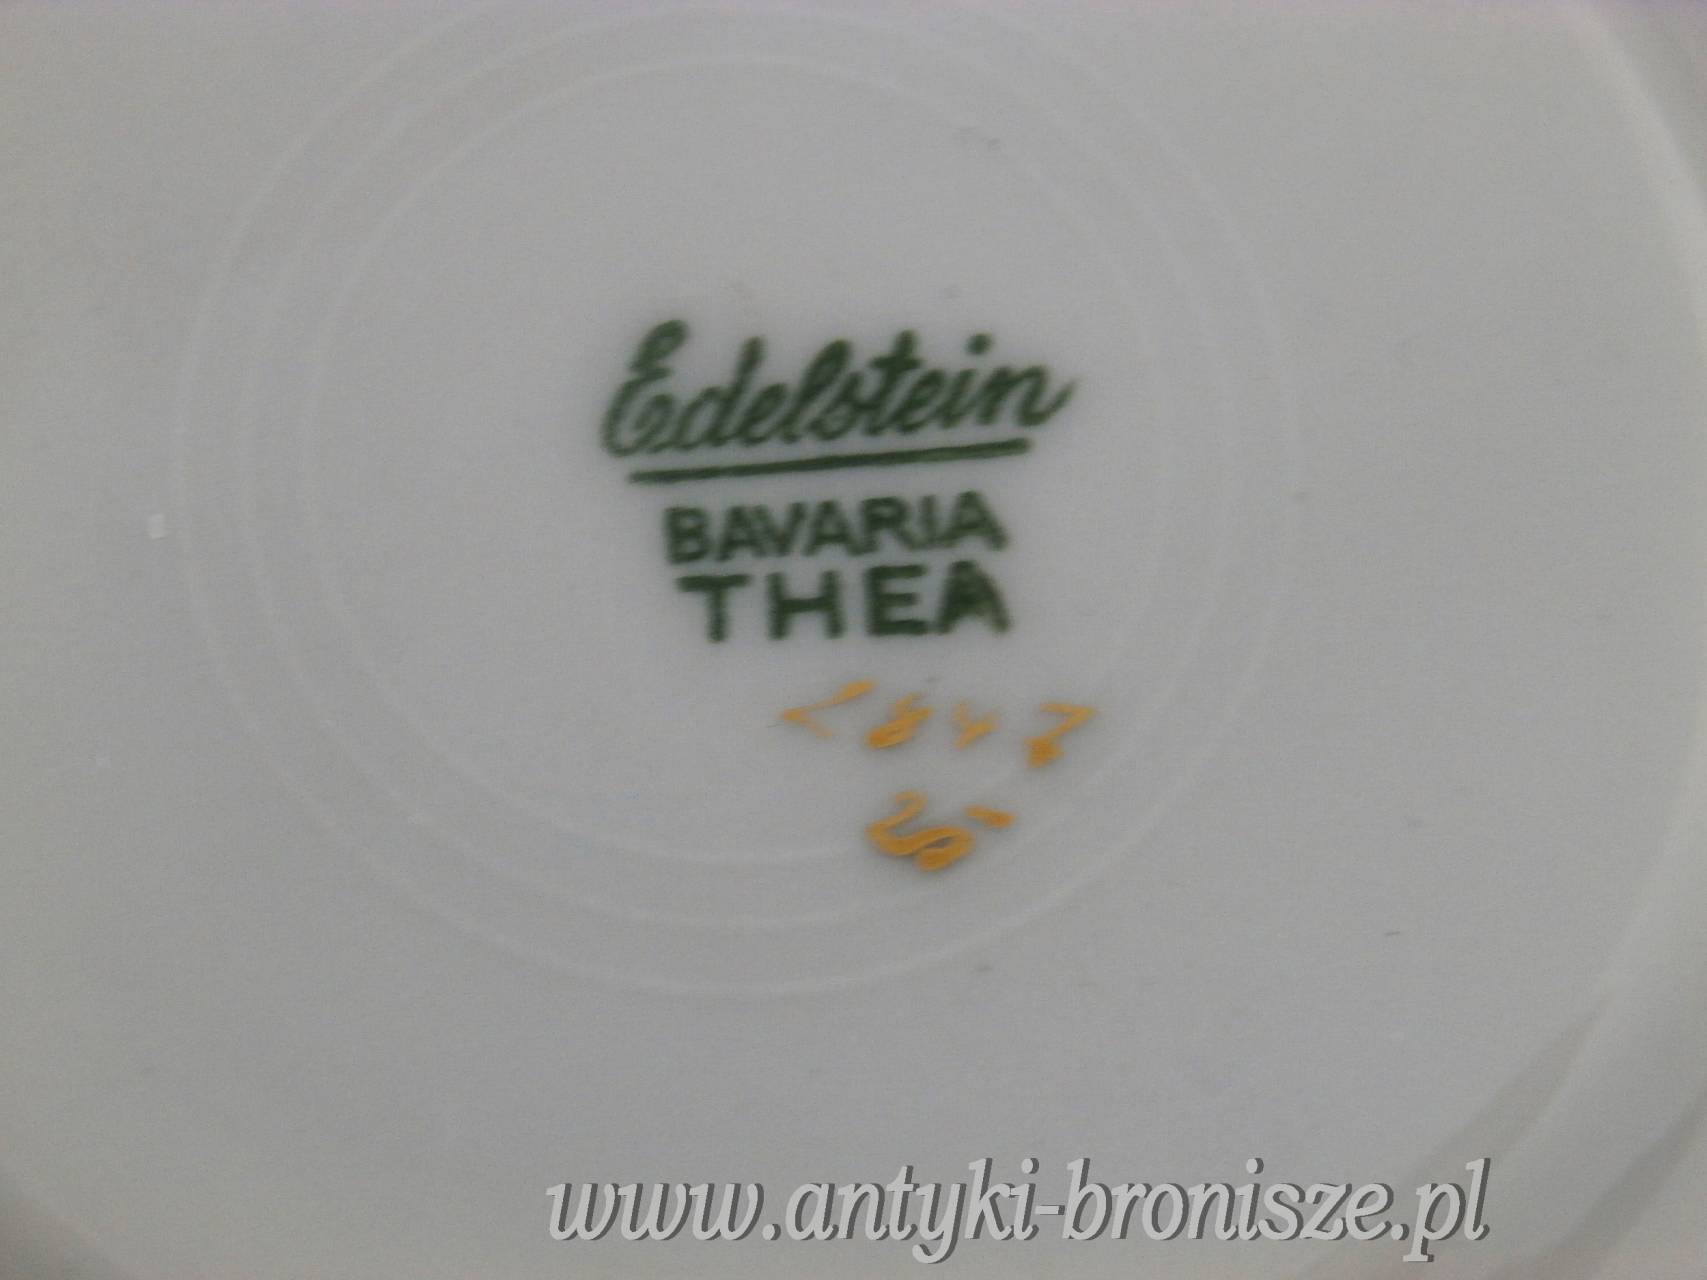 Edelstein
BAVARIA
THEA
www.antyki-bronisze.pl